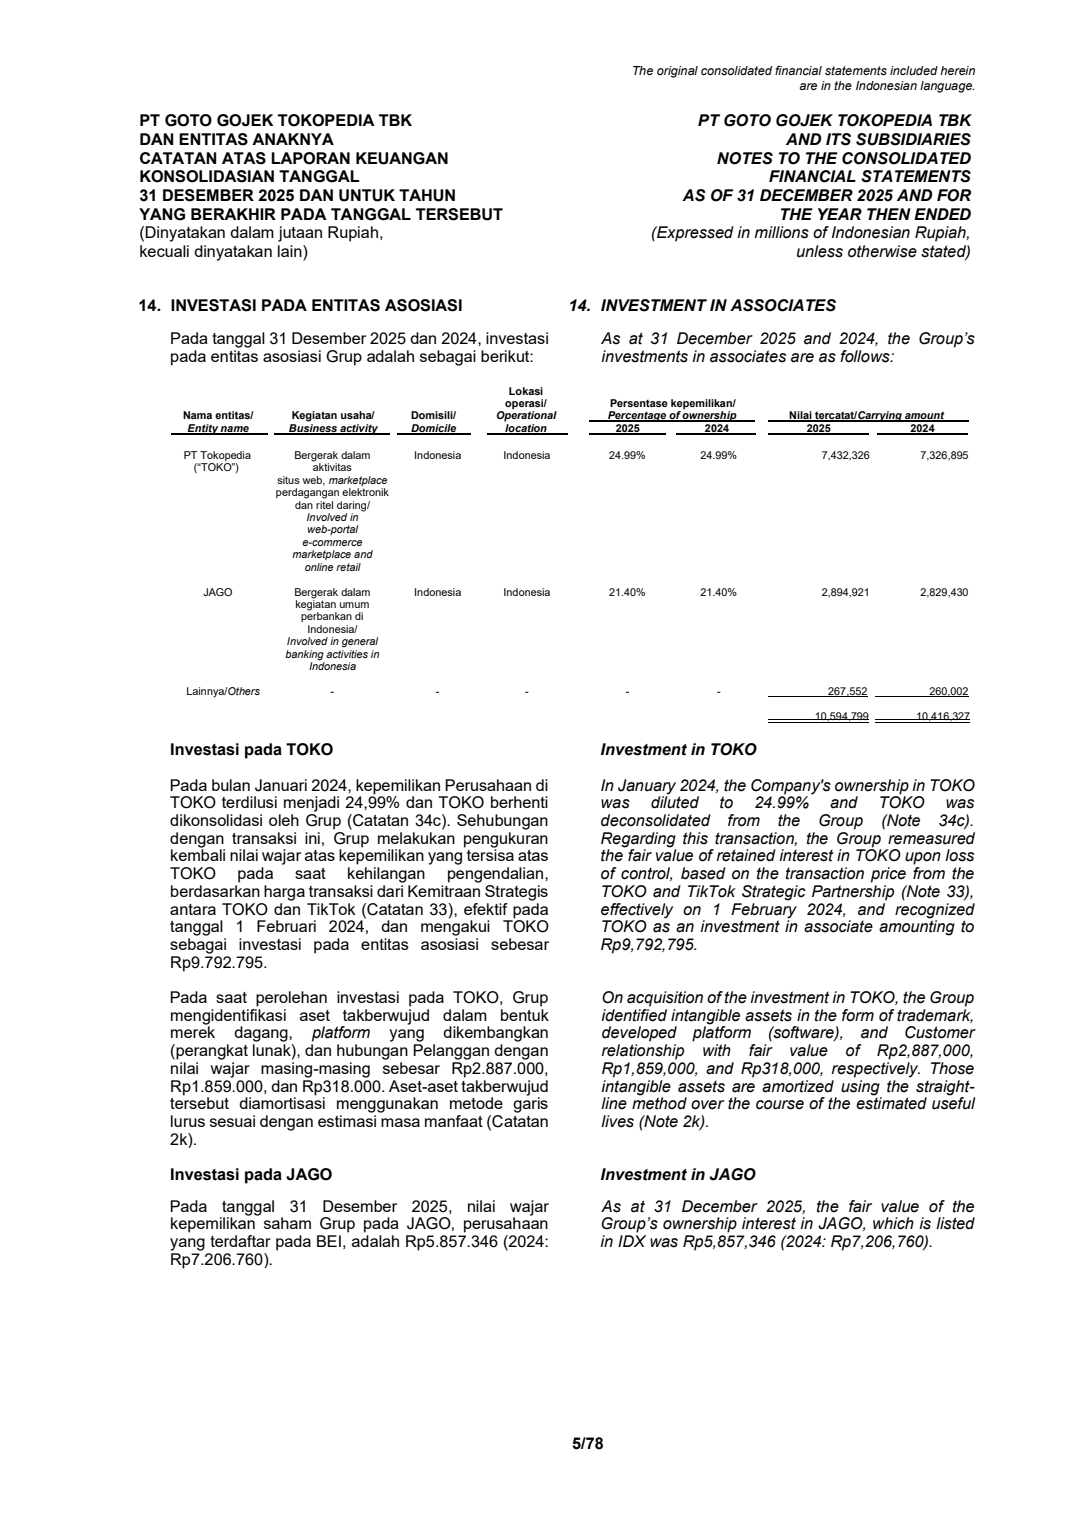 The original consolidated financial statements included herein
are in the Indonesian language.
PT GOTO GOJEK TOKOPEDIA TBK
DAN ENTITAS ANAKNYA
CATATAN ATAS LAPORAN KEUANGAN
KONSOLIDASIAN TANGGAL
31 DESEMBER 2025 DAN UNTUK TAHUN
YANG BERAKHIR PADA TANGGAL TERSEBUT
(Dinyatakan dalam jutaan Rupiah,
kecuali dinyatakan lain)
PT GOTO GOJEK TOKOPEDIA TBK
AND ITS SUBSIDIARIES
NOTES TO THE CONSOLIDATED
FINANCIAL STATEMENTS
AS OF 31 DECEMBER 2025 AND FOR
THE YEAR THEN ENDED
(Expressed in millions of Indonesian Rupiah,
unless otherwise stated)
14. INVESTASI PADA ENTITAS ASOSIASI
Pada tanggal 31 Desember 2025 dan 2024, investasi
pada entitas asosiasi Grup adalah sebagai berikut:
14. INVESTMENT IN ASSOCIATES
As at 31 December 2025 and 2024, the Group's
investments in associates are as follows:
Nama entitas/
Entity name
Kegiatan usaha/
Business activity
Domisili/
Domicile
Lokasi
operasi/
Operational
location
Persentase kepemilikan/
Percentage of ownership
2025 2024
Nilai tercatat/Carrying amount
2025 2024
PT Tokopedia
("TOKO")
Bergerak dalam
aktivitas
situs web, marketplace
perdagangan elektronik
dan ritel daring/
Involved in
web-portal
e-commerce
marketplace and
online retail
Indonesia Indonesia 24.99% 24.99% 7,432,326 7,326,895
JAGO
Bergerak dalam
kegiatan umum
perbankan di
Indonesia/
Involved in general
banking activities in
Indonesia
Indonesia Indonesia 21.40% 21.40% 2,894,921 2,829,430
Lainnya/Others - - - - - 267,552 260,002
10,594,799 10,416,327
Investasi pada TOKO
Pada bulan Januari 2024, kepemilikan Perusahaan di
TOKO terdilusi menjadi 24,99% dan TOKO berhenti
dikonsolidasi oleh Grup (Catatan 34c). Sehubungan
dengan transaksi ini, Grup melakukan pengukuran
kembali nilai wajar atas kepemilikan yang tersisa atas
TOKO pada saat kehilangan pengendalian,
berdasarkan harga transaksi dari Kemitraan Strategis
antara TOKO dan TikTok (Catatan 33), efektif pada
tanggal 1 Februari 2024, dan mengakui TOKO
sebagai investasi pada entitas asosiasi sebesar
Rp9.792.795.
Investment in TOKO
In January 2024, the Company's ownership in TOKO
was diluted to 24.99% and TOKO was
deconsolidated from the Group (Note 34c).
Regarding this transaction, the Group remeasured
the fair value of retained interest in TOKO upon loss
of control, based on the transaction price from the
TOKO and TikTok Strategic Partnership (Note 33),
effectively on 1 February 2024, and recognized
TOKO as an investment in associate amounting to
Rp9,792,795.
Pada saat perolehan investasi pada TOKO, Grup
mengidentifikasi aset takberwujud dalam bentuk
merek dagang, platform yang dikembangkan
(perangkat lunak), dan hubungan Pelanggan dengan
nilai wajar masing-masing sebesar Rp2.887.000,
Rp1.859.000, dan Rp318.000. Aset-aset takberwujud
tersebut diamortisasi menggunakan metode garis
lurus sesuai dengan estimasi masa manfaat (Catatan
2k).
On acquisition of the investment in TOKO, the Group
identified intangible assets in the form of trademark,
developed platform (software), and Customer
relationship with fair value of Rp2,887,000,
Rp1,859,000, and Rp318,000, respectively. Those
intangible assets are amortized using the straight-
line method over the course of the estimated useful
lives (Note 2k).
Investasi pada JAGO
Pada tanggal 31 Desember 2025, nilai wajar
kepemilikan saham Grup pada JAGO, perusahaan
yang terdaftar pada BEI, adalah Rp5.857.346 (2024:
Rp7.206.760).
Investment in JAGO
As at 31 December 2025, the fair value of the
Group's ownership interest in JAGO, which is listed
in IDX was Rp5,857,346 (2024: Rp7,206,760).
5/78